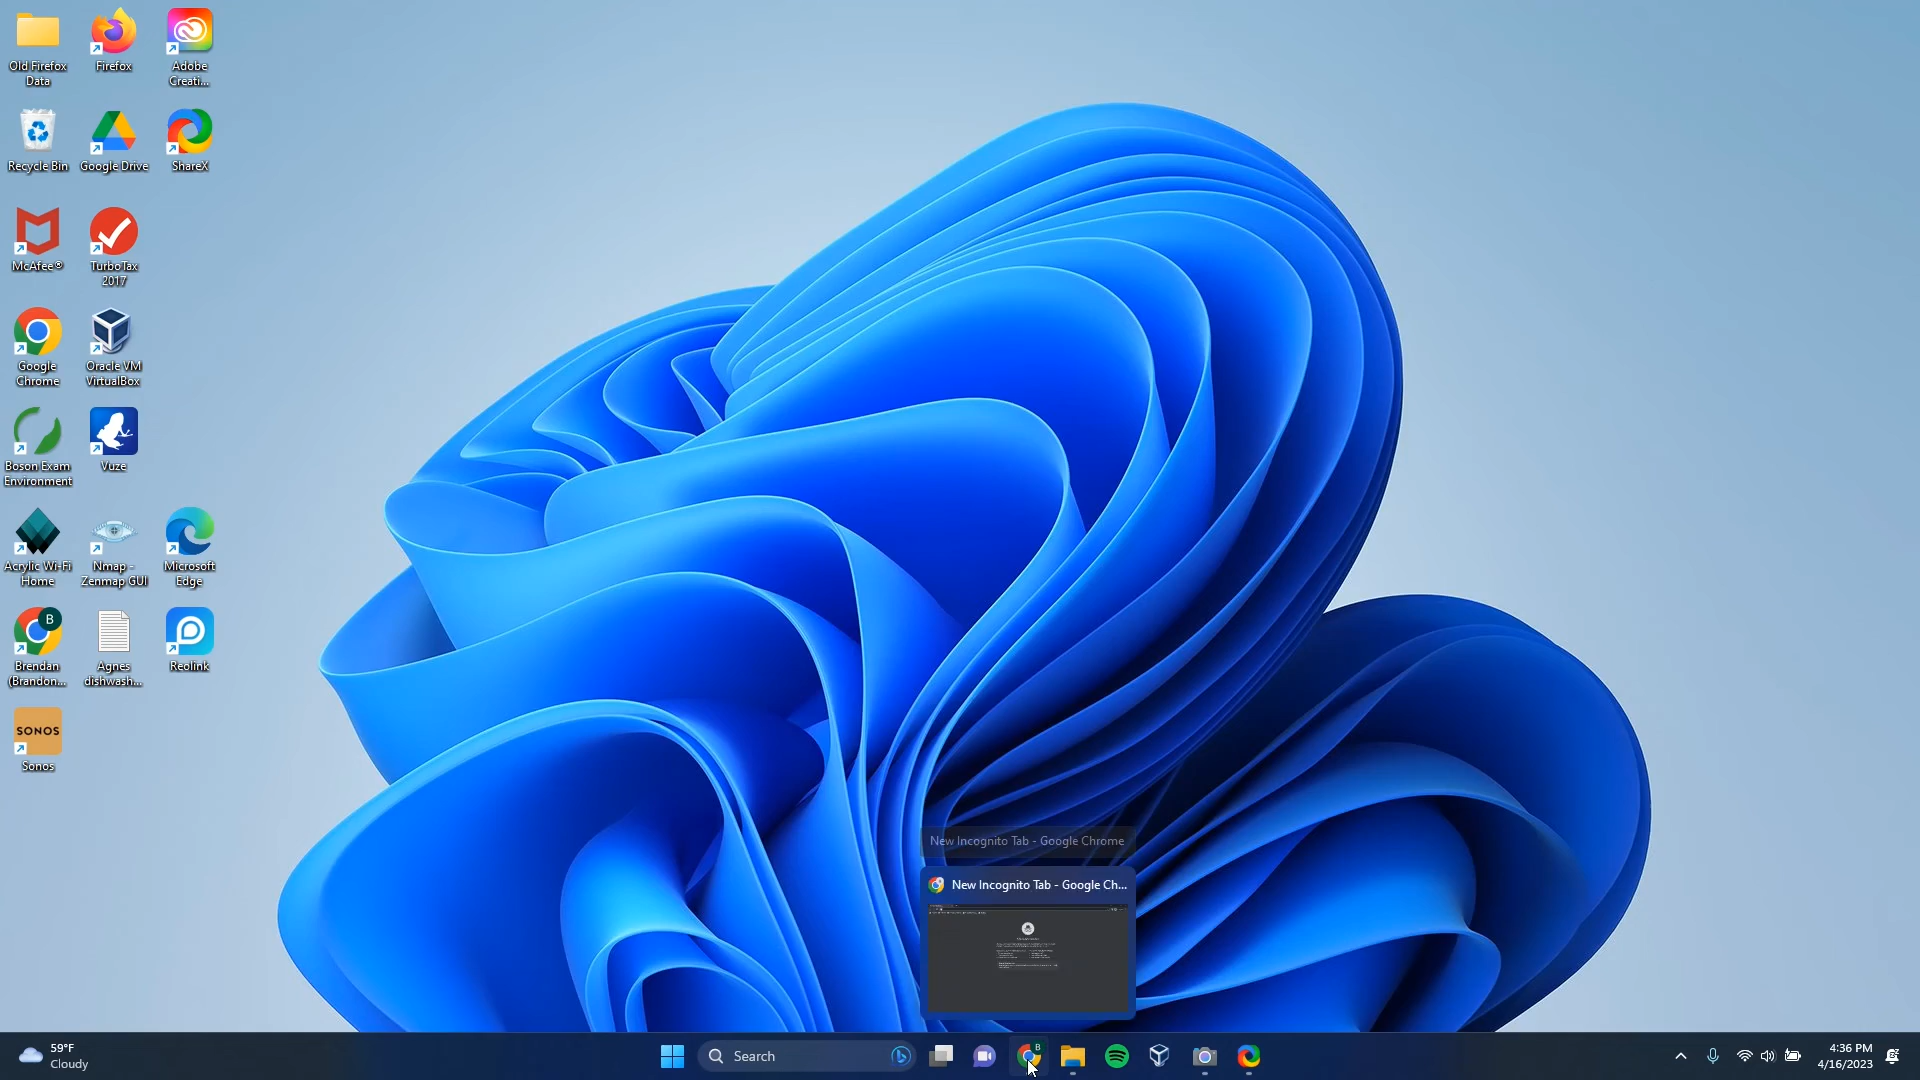 Old Firefox
Data
Firefox
Adobe
Creati...
Recycle Bin
Google Drive
ShareX
McAfee®
TurboTax
2017
Google
Chrome
Oracle VM
VirtualBox
Boson Exam
Environment
Vuze
Acrylic Wi-Fi
Home
Nmap -
Zenmap GUI
Microsoft
Edge
B
Brendan
(Brandon...
Agnes
dishwash...
Reolink
SONOS
Sonos
New Incognito Tab - Google Chrome
New Incognito Tab - Google Ch...
59°F
Cloudy
Search
B
4:36 PM
4/16/2023